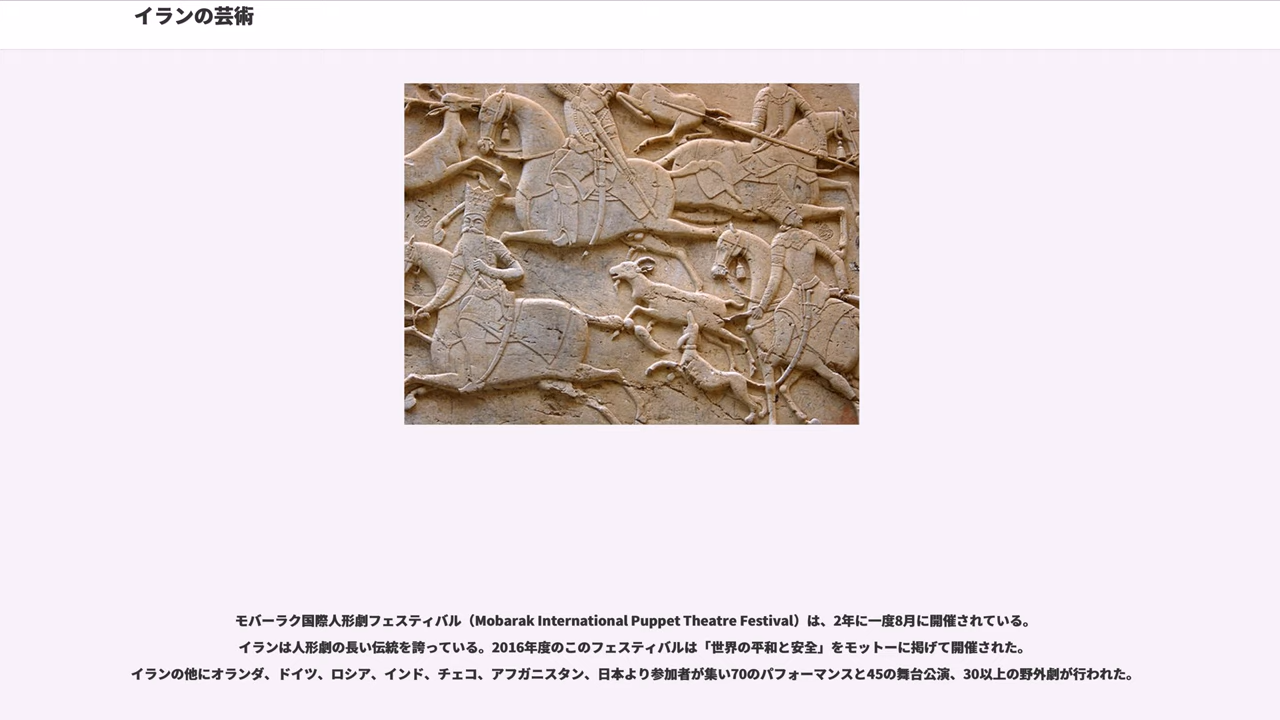 イランの芸術
モバーラク国際人形劇フェスティバル（Mobarak International Puppet Theatre Festival）は、2年に一度8月に開催されている。
イランは人形劇の長い伝統を誇っている。2016年度のこのフェスティバルは「世界の平和と安全」をモットーに掲げて開催された。
イランの他にオランダ、ドイツ、ロシア、インド、チェコ、アフガニスタン、日本より参加者が集い70のパフォーマンスと45の舞台公演、30以上の野外劇が行われた。